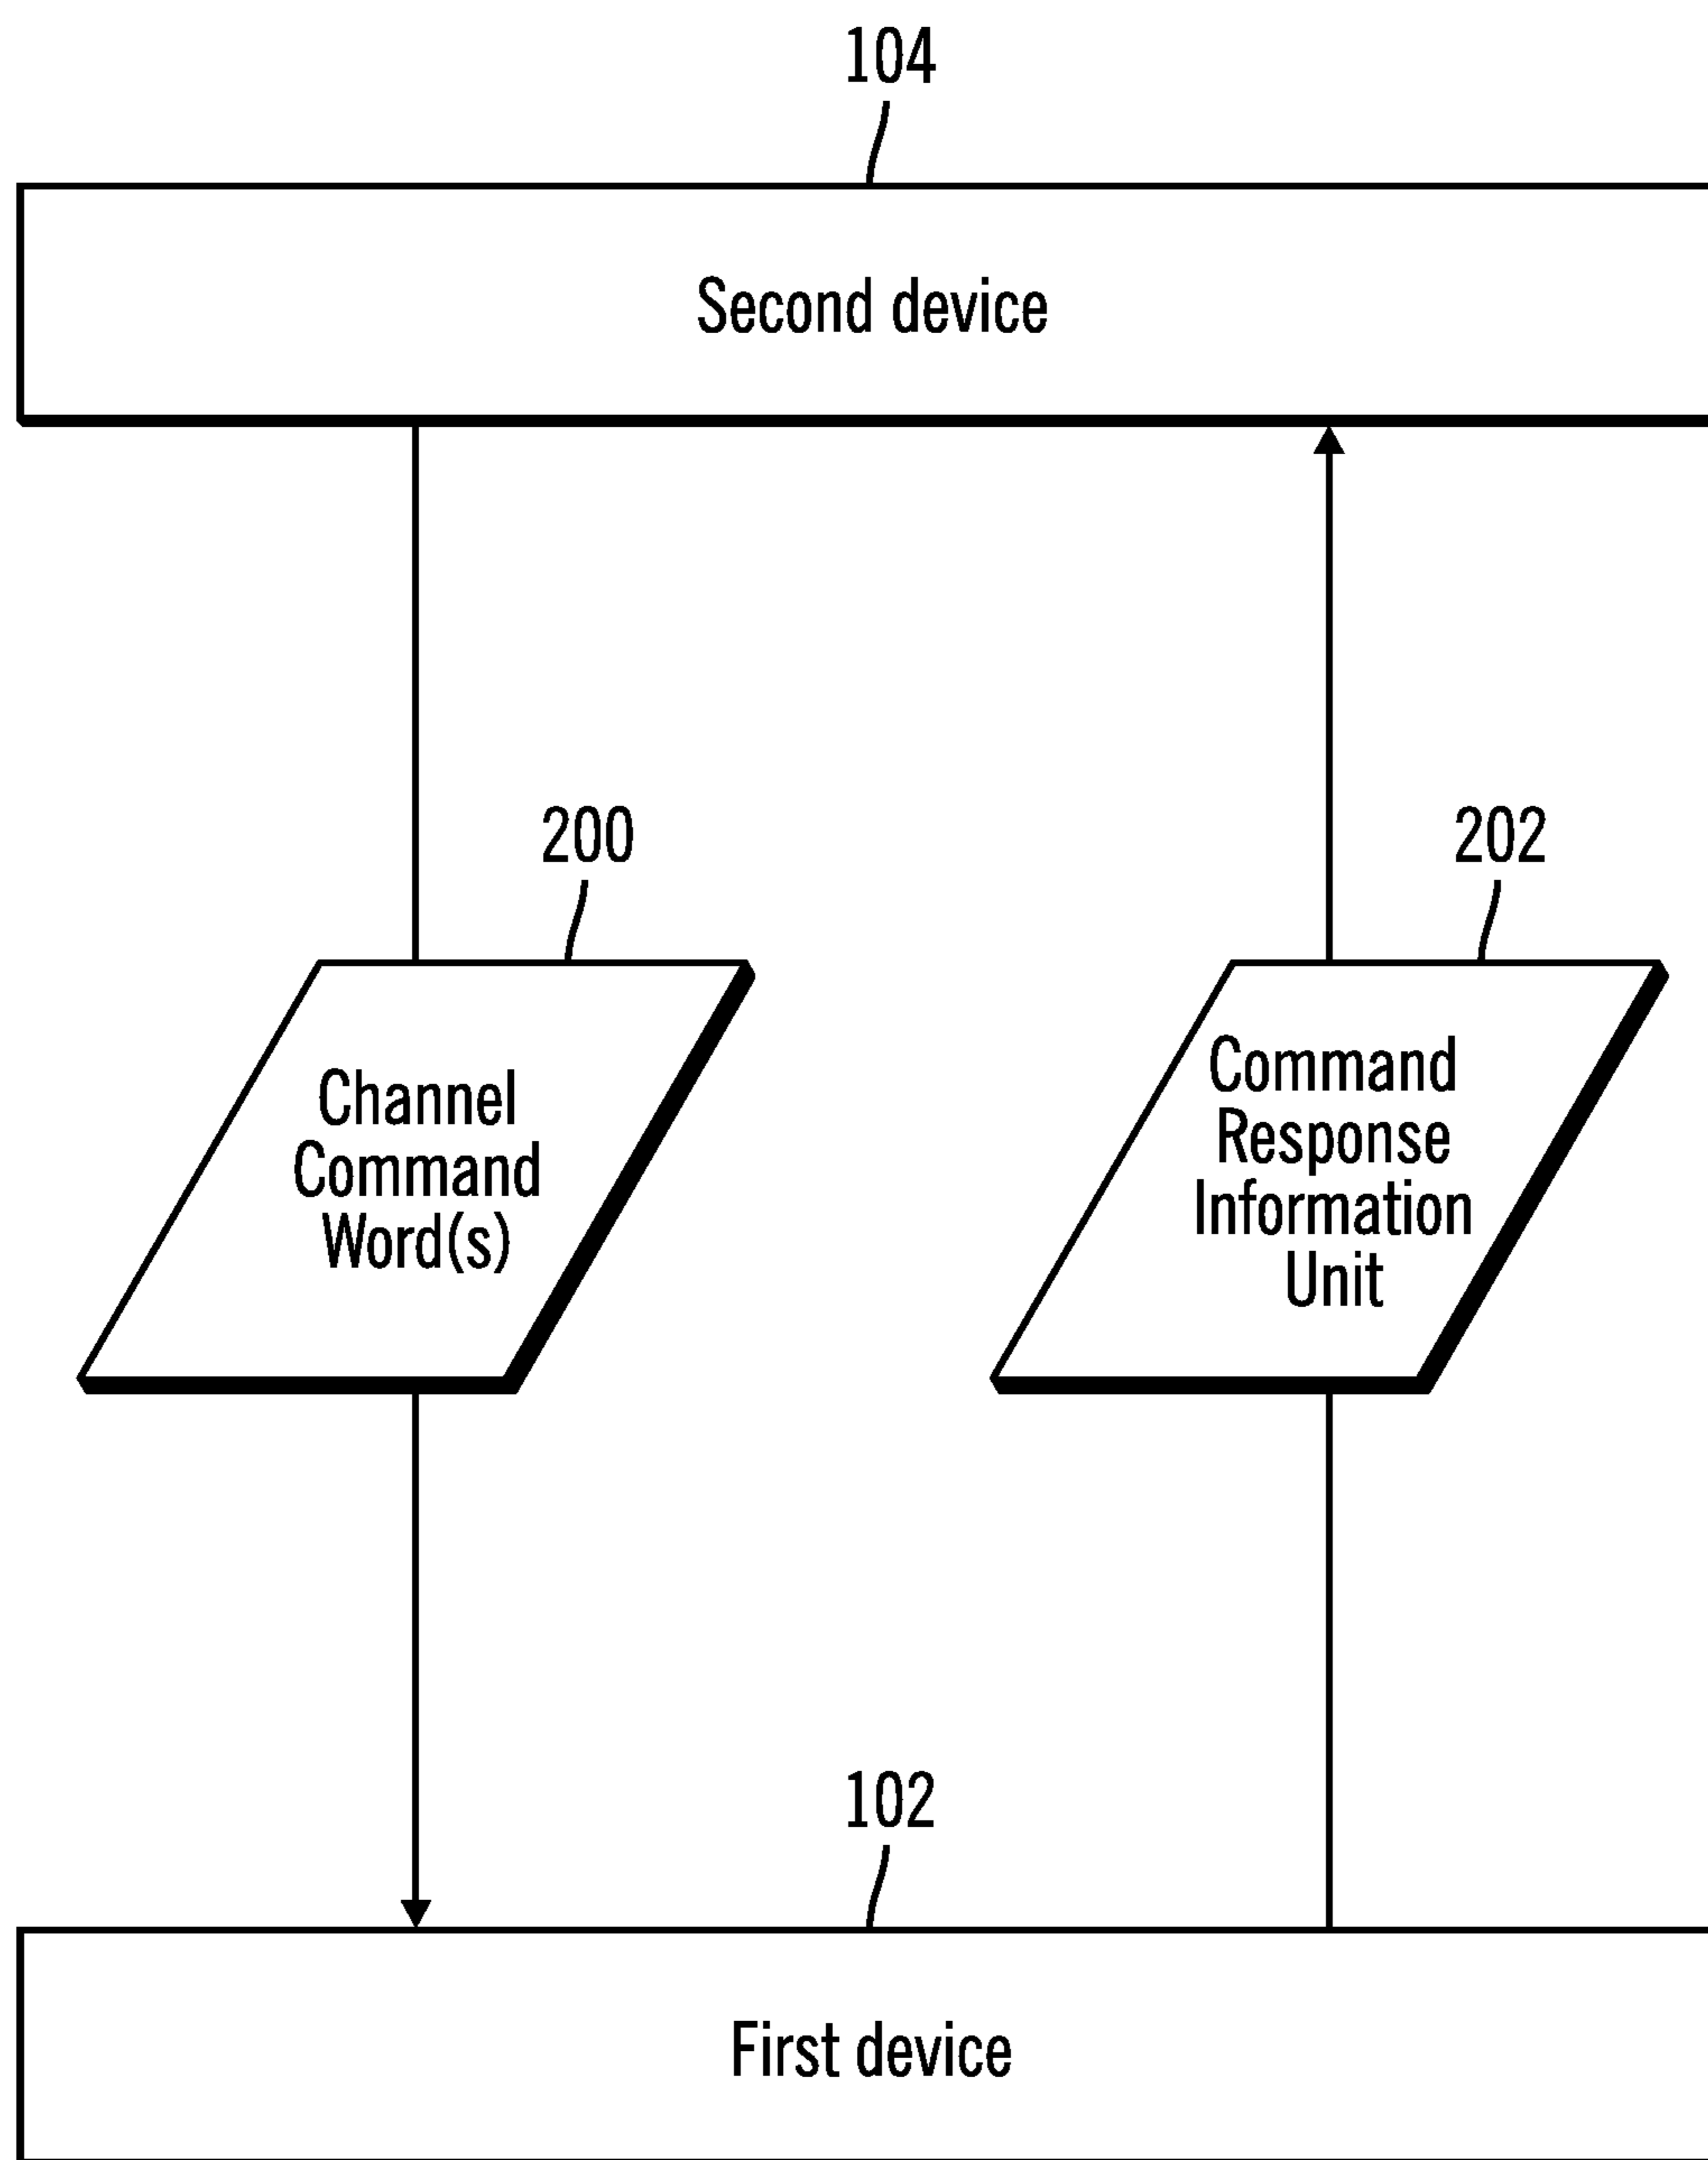 104
Second device
200
202
Channel
Command
Word(s)
Command
Response
Information
Unit
102
First device